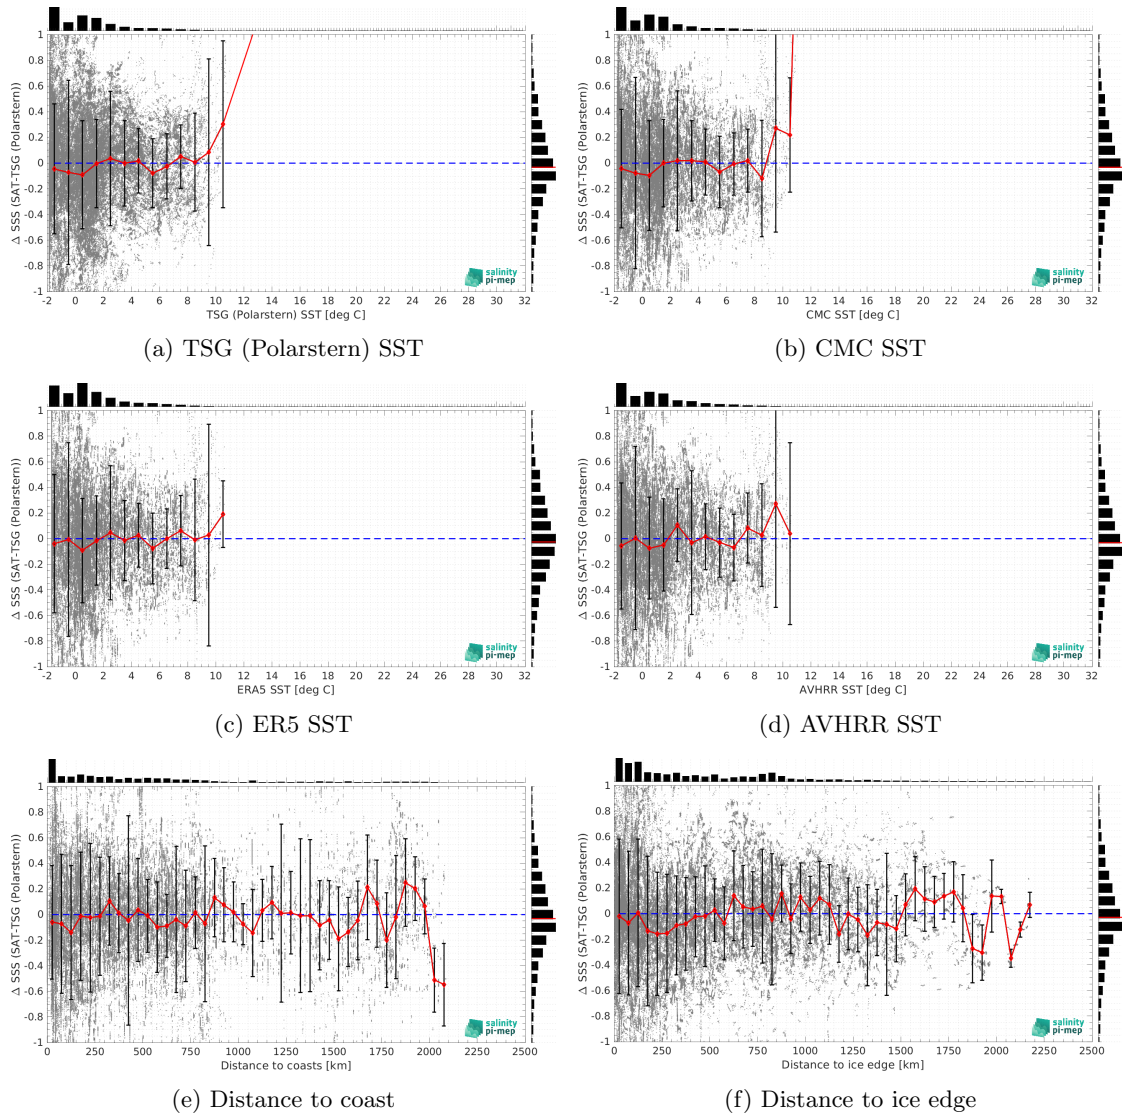 1
0.8
0.6
0.4
0.2
0
-0.2
-0.4
-0.6
-0.8
-1
Δ SSS (SAT-TSG (Polarstern))
-2 0 2 4 6 8 10 12 14 16 18 20 22 24 26 28 30 32
TSG (Polarstern) SST [deg C]
salinity
pi-mep
(a) TSG (Polarstern) SST
1
0.8
0.6
0.4
0.2
0
-0.2
-0.4
-0.6
-0.8
-1
Δ SSS (SAT-TSG (Polarstern))
-2 0 2 4 6 8 10 12 14 16 18 20 22 24 26 28 30 32
CMC SST [deg C]
salinity
pi-mep
(b) CMC SST
1
0.8
0.6
0.4
0.2
0
-0.2
-0.4
-0.6
-0.8
-1
Δ SSS (SAT-TSG (Polarstern))
-2 0 2 4 6 8 10 12 14 16 18 20 22 24 26 28 30 32
ERA5 SST [deg C]
salinity
pi-mep
(c) ER5 SST
1
0.8
0.6
0.4
0.2
0
-0.2
-0.4
-0.6
-0.8
-1
Δ SSS (SAT-TSG (Polarstern))
-2 0 2 4 6 8 10 12 14 16 18 20 22 24 26 28 30 32
AVHRR SST [deg C]
salinity
pi-mep
(d) AVHRR SST
1
0.8
0.6
0.4
0.2
0
-0.2
-0.4
-0.6
-0.8
-1
Δ SSS (SAT-TSG (Polarstern))
0 250 500 750 1000 1250 1500 1750 2000 2250 2500
Distance to coasts [km]
salinity
pi-mep
(e) Distance to coast
1
0.8
0.6
0.4
0.2
0
-0.2
-0.4
-0.6
-0.8
-1
Δ SSS (SAT-TSG (Polarstern))
0 250 500 750 1000 1250 1500 1750 2000 2250 2500
Distance to ice edge [km]
salinity
pi-mep
(f) Distance to ice edge